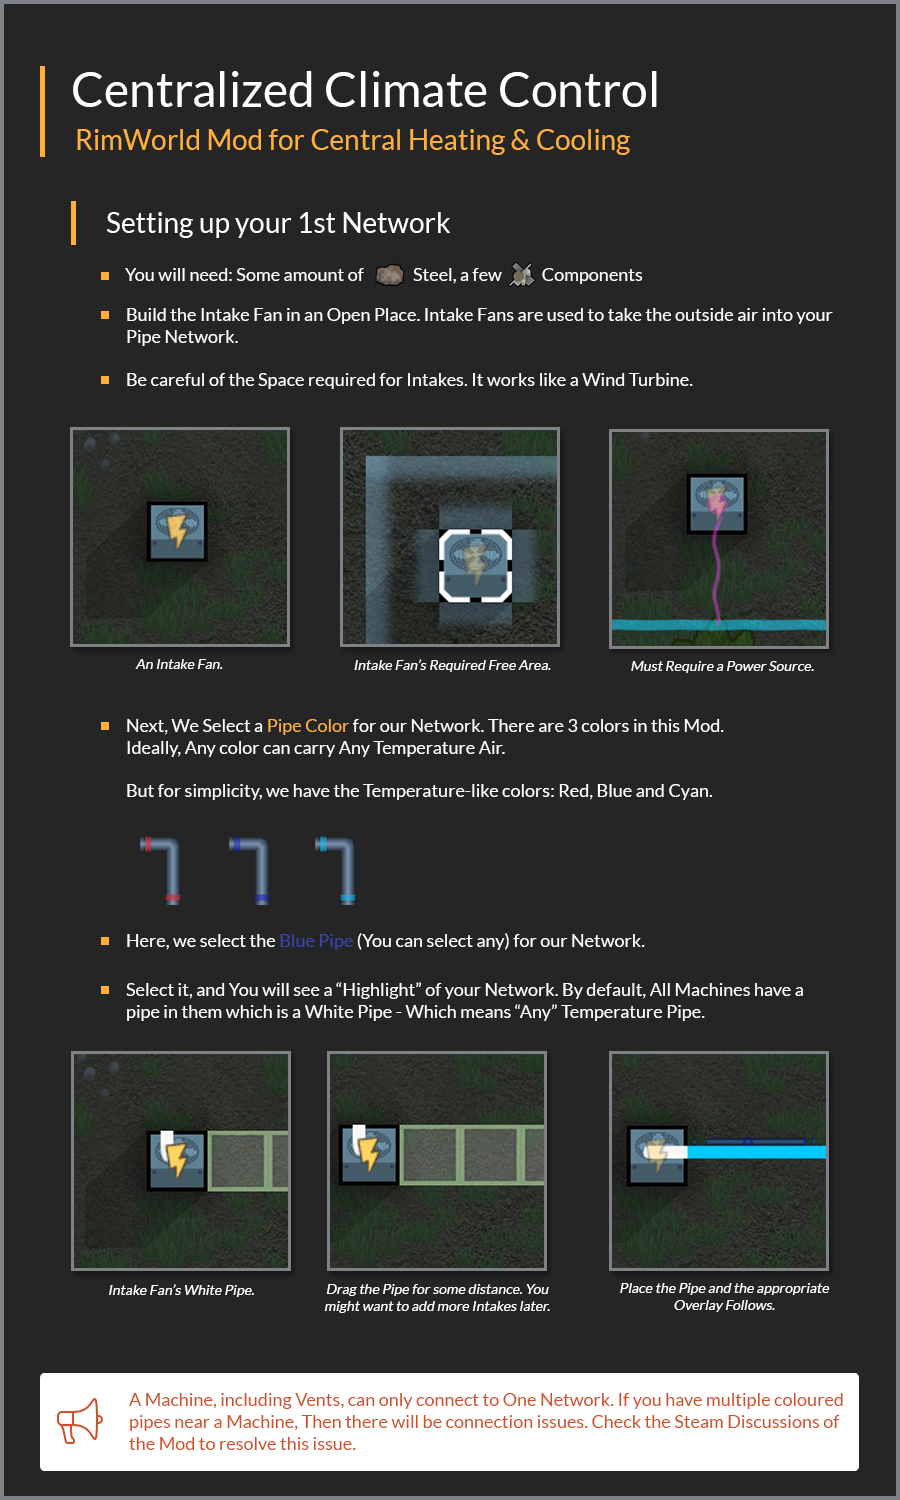 Centralized Climate Control
RimWorld Mod for Central Heating & Cooling
Setting up your 1st Network
You will need: Some amount of Steel, a few Components
Build the Intake Fan in an Open Place. Intake Fans are used to take the outside air into your
Pipe Network.
Be careful of the Space required for Intakes. It works like a Wind Turbine.
An Intake Fan.
Intake Fan's Required Free Area.
Must Require a Power Source.
Next, We Select a Pipe Color for our Network. There are 3 colors in this Mod.
Ideally, Any color can carry Any Temperature Air.
But for simplicity, we have the Temperature-like colors: Red, Blue and Cyan.
Here, we select the Blue Pipe (You can select any) for our Network.
Select it, and You will see a “Highlight” of your Network. By default, All Machines have a
pipe in them which is a White Pipe - Which means “Any” Temperature Pipe.
Intake Fan's White Pipe.
Drag the Pipe for some distance. You
might want to add more Intakes later.
Place the Pipe and the appropriate
Overlay Follows.
A Machine, including Vents, can only connect to One Network. If you have multiple coloured
pipes near a Machine, Then there will be connection issues. Check the Steam Discussions of
the Mod to resolve this issue.